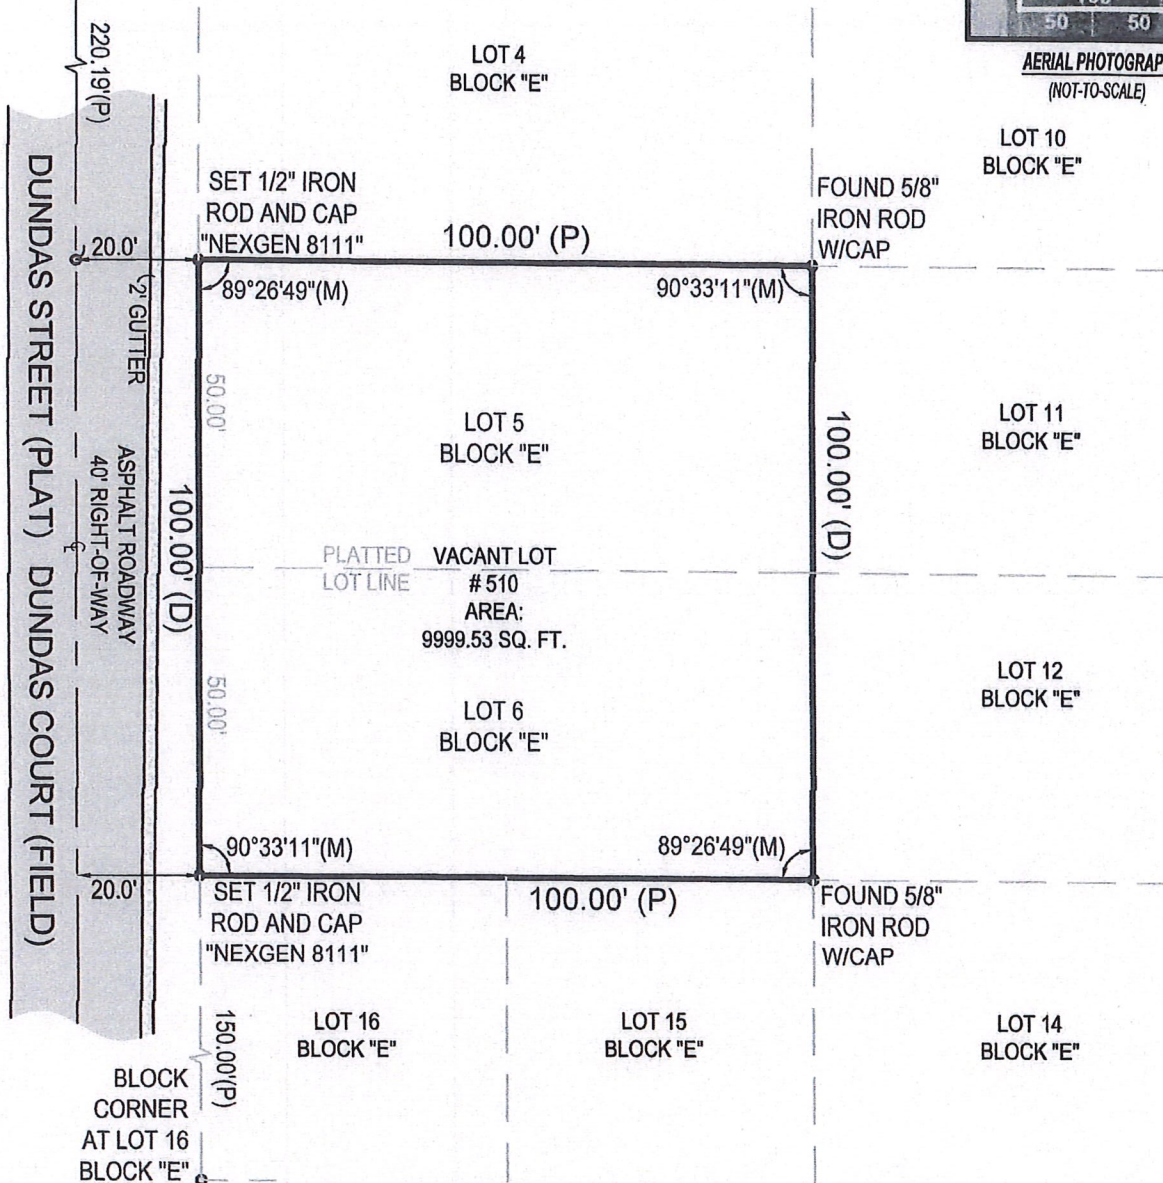 50 50
AERIAL PHOTOGRAP
(NOT-TO-SCALE)
220.19'(P)
LOT 4
BLOCK "E"
LOT 10
BLOCK "E"
SET 1/2" IRON
ROD AND CAP
"NEXGEN 8111"
100.00' (P)
FOUND 5/8"
IRON ROD
W/CAP
20.0'
89°26'49"(M)
90°33'11"(M)
2' GUTTER
DUNDAS STREET (PLAT) DUNDAS COURT (FIELD)
ASPHALT ROADWAY
40' RIGHT-OF-WAY
100.00' (D)
50.00'
LOT 5
BLOCK "E"
100.00' (D)
LOT 11
BLOCK "E"
PLATTED
LOT LINE
VACANT LOT
# 510
AREA:
9999.53 SQ. FT.
50.00'
LOT 6
BLOCK "E"
LOT 12
BLOCK "E"
90°33'11"(M)
89°26'49"(M)
20.0'
SET 1/2" IRON
ROD AND CAP
"NEXGEN 8111"
100.00' (P)
FOUND 5/8"
IRON ROD
W/CAP
150.00'(P)
LOT 16
BLOCK "E"
LOT 15
BLOCK "E"
LOT 14
BLOCK "E"
BLOCK
CORNER
AT LOT 16
BLOCK "E"